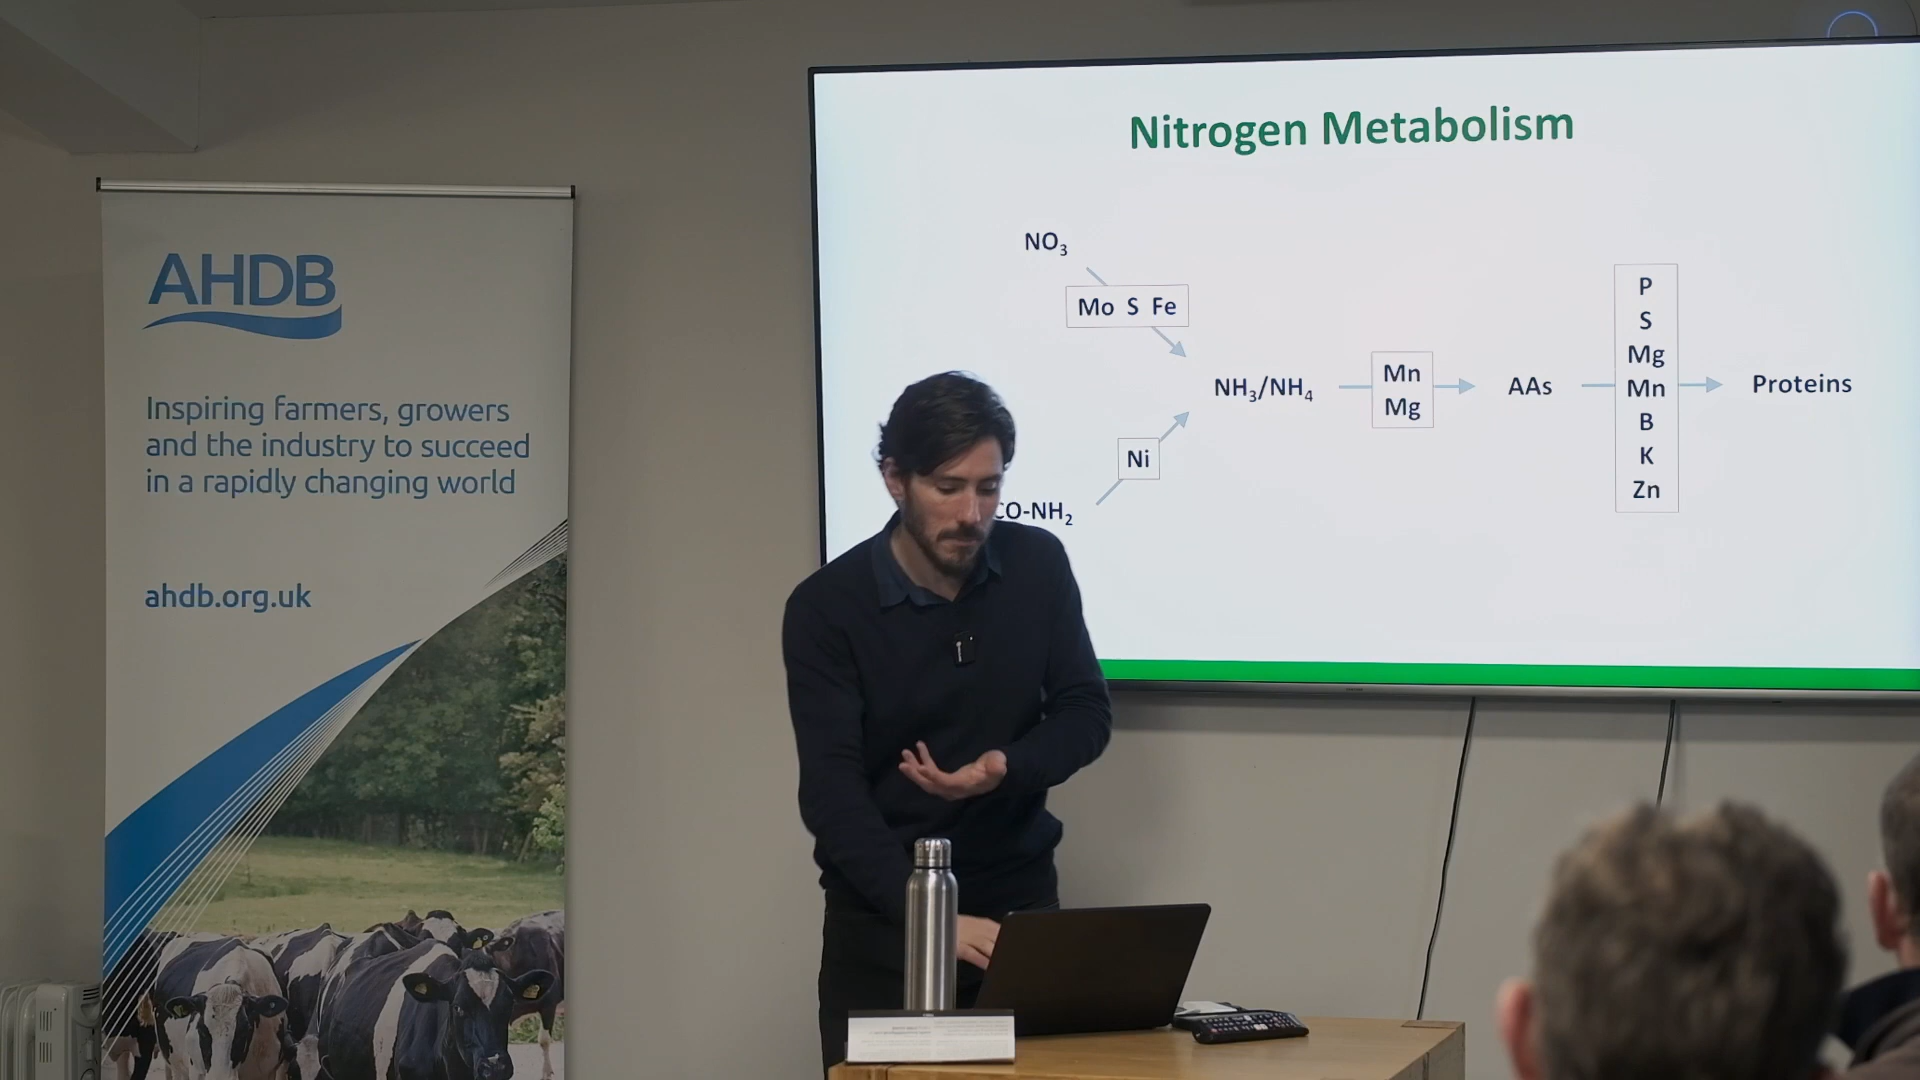 AHDB
Inspiring farmers, growers
and the industry to succeed
in a rapidly changing world
ahdb.org.uk
Nitrogen Metabolism
NO₃
Mo S Fe
NH₃/NH₄
Ni
CO-NH₂
Mn
Mg
AAs
P
S
Mg
Mn
B
K
Zn
Proteins